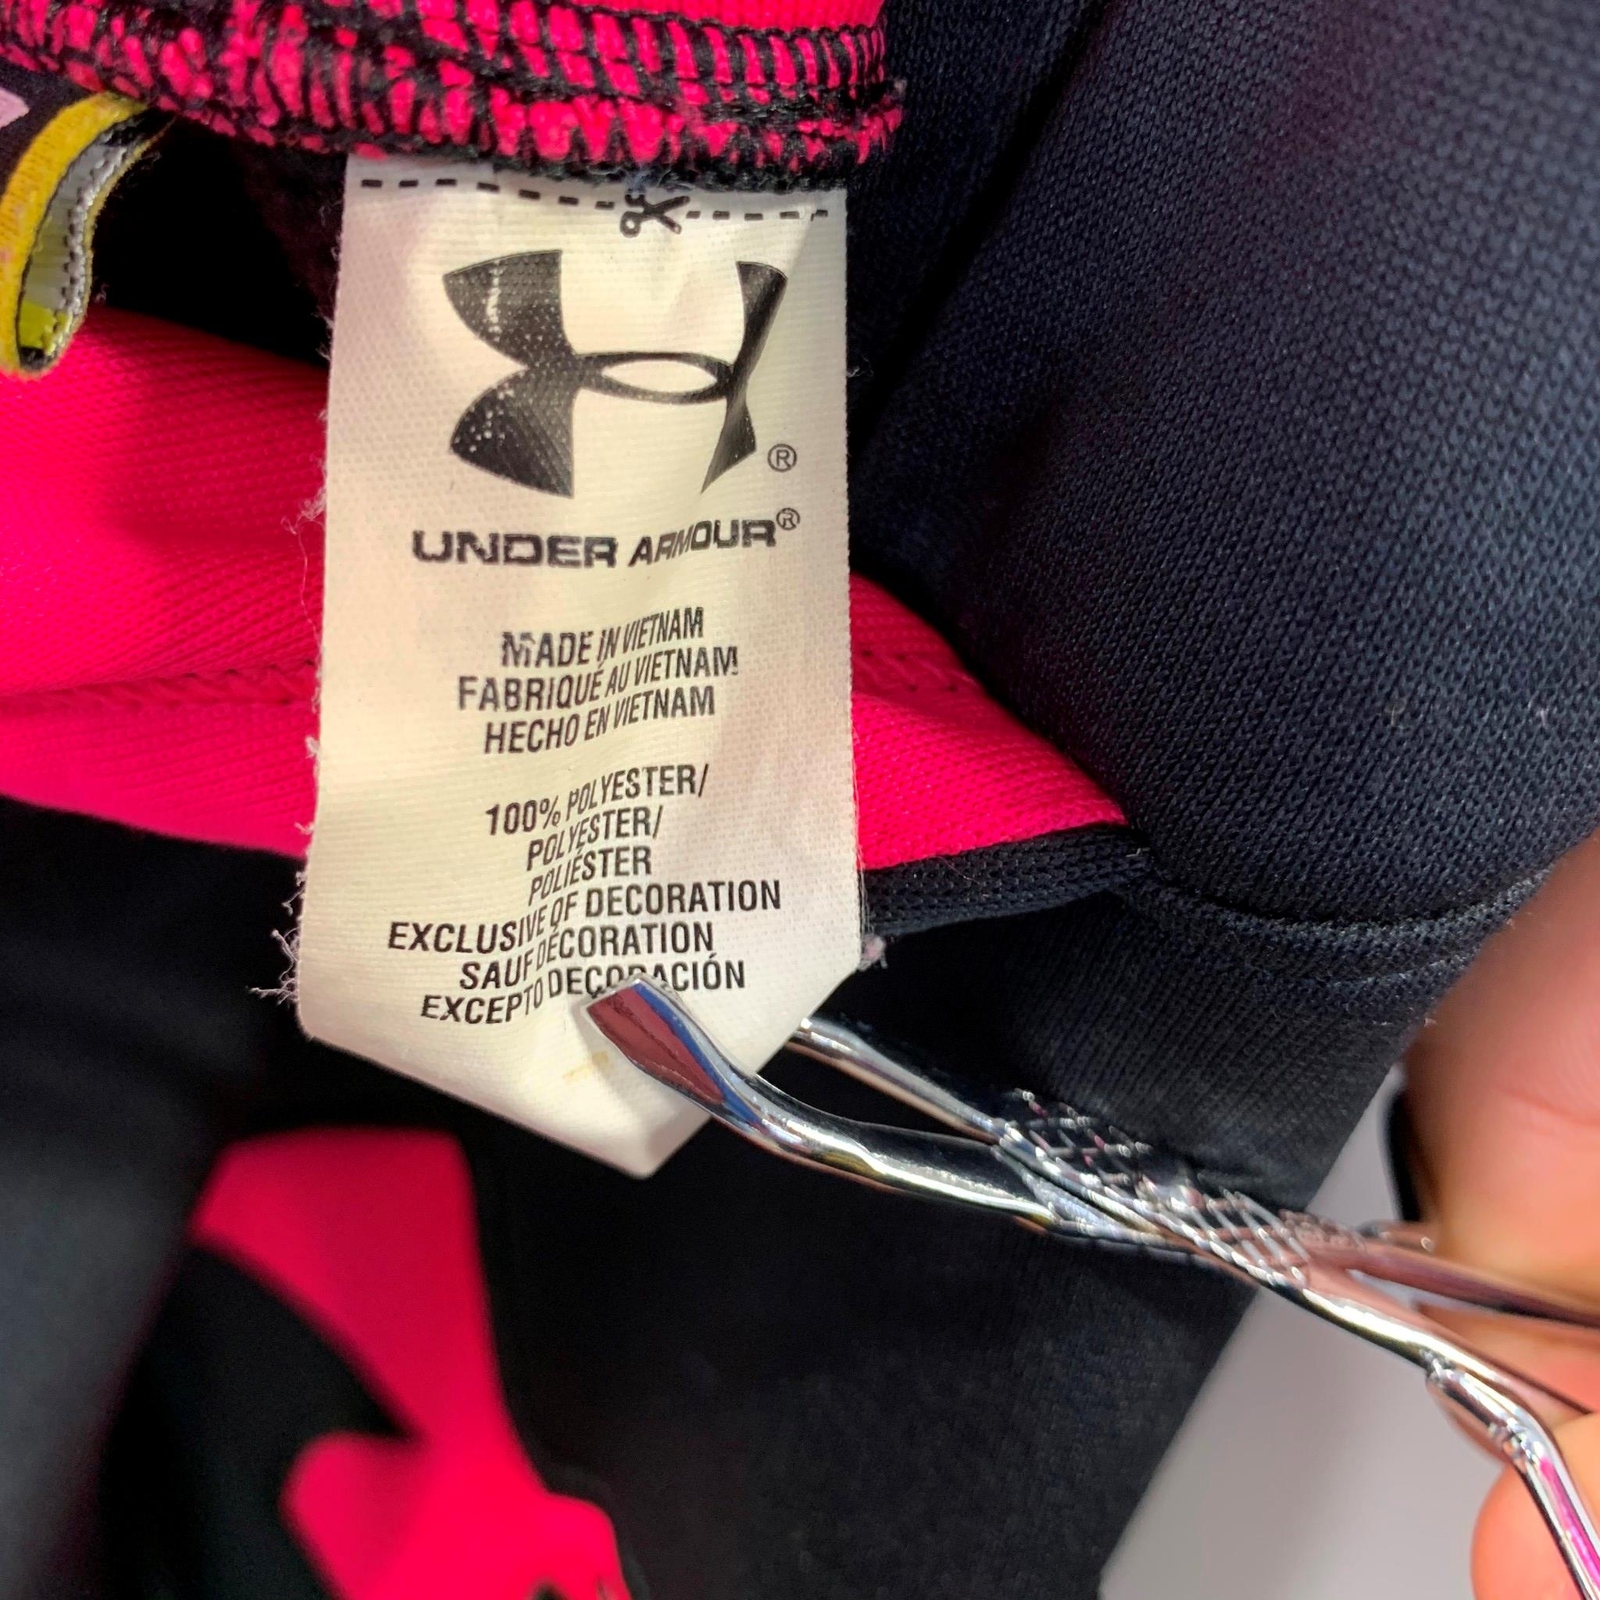 ®
UNDER ARMOUR®
MADE IN VIETNAM
FABRIQUÉ AU VIETNAM
HECHO EN VIETNAM
100% POLYESTER/
POLYESTER/
POLIÉSTER
EXCLUSIVE OF DECORATION
SAUF DÉCORATION
EXCEPTO DECORACIÓN